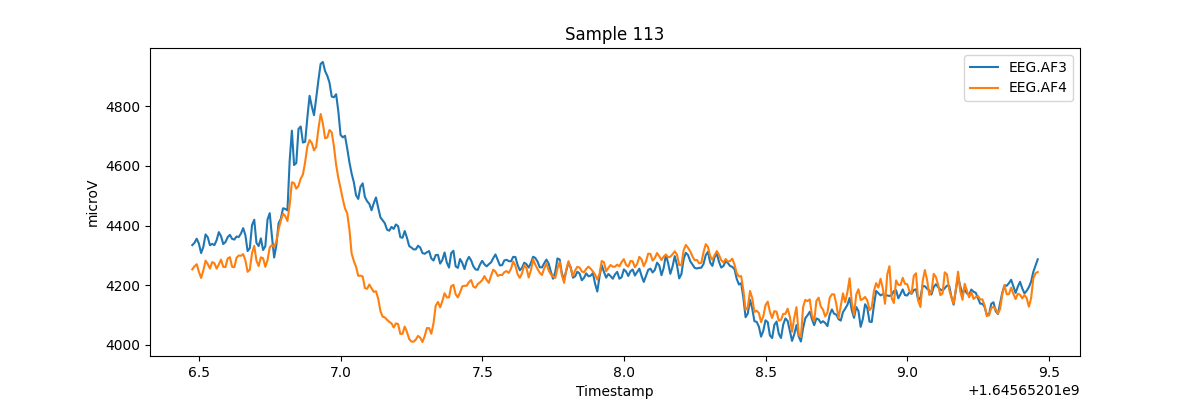 Sample 113
EEG.AF3
EEG.AF4
microV
4800
4600
4400
4200
4000
6.5 7.0 7.5 8.0 8.5 9.0 9.5
Timestamp
+1.64565201e9